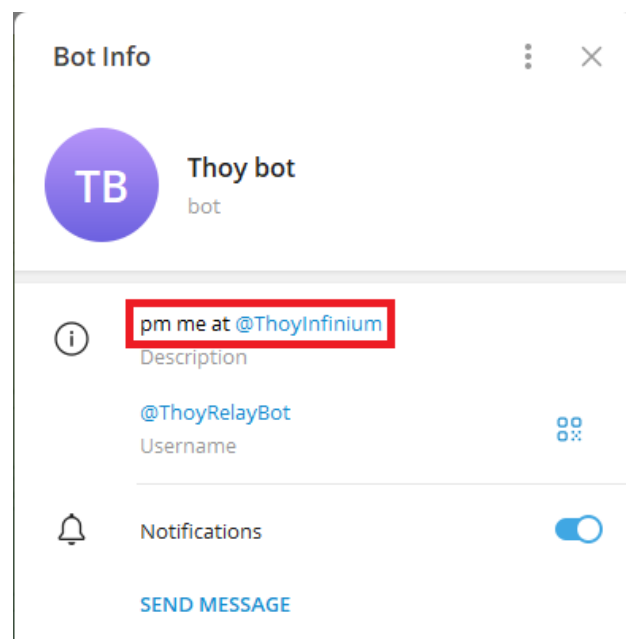 Bot Info
TB
Thoy bot
bot
pm me at @ThoyInfinium
Description
@ThoyRelayBot
Username
Notifications
SEND MESSAGE